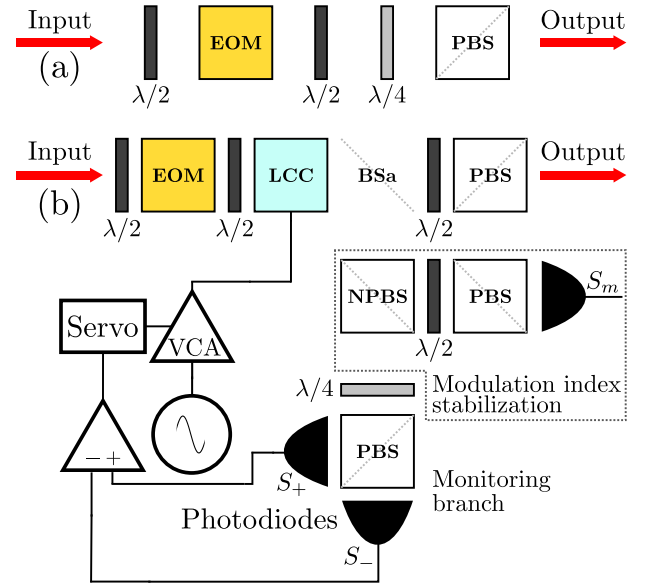 Input
Output
(a)
EOM
PBS
λ/2
λ/2
λ/4
Input
Output
(b)
EOM
LCC
BSa
PBS
λ/2
λ/2
λ/2
NPBS
PBS
S_m
λ/2
Servo
VCA
λ/4
Modulation index
stabilization
PBS
− +
S_+
Monitoring
branch
Photodiodes
S_−